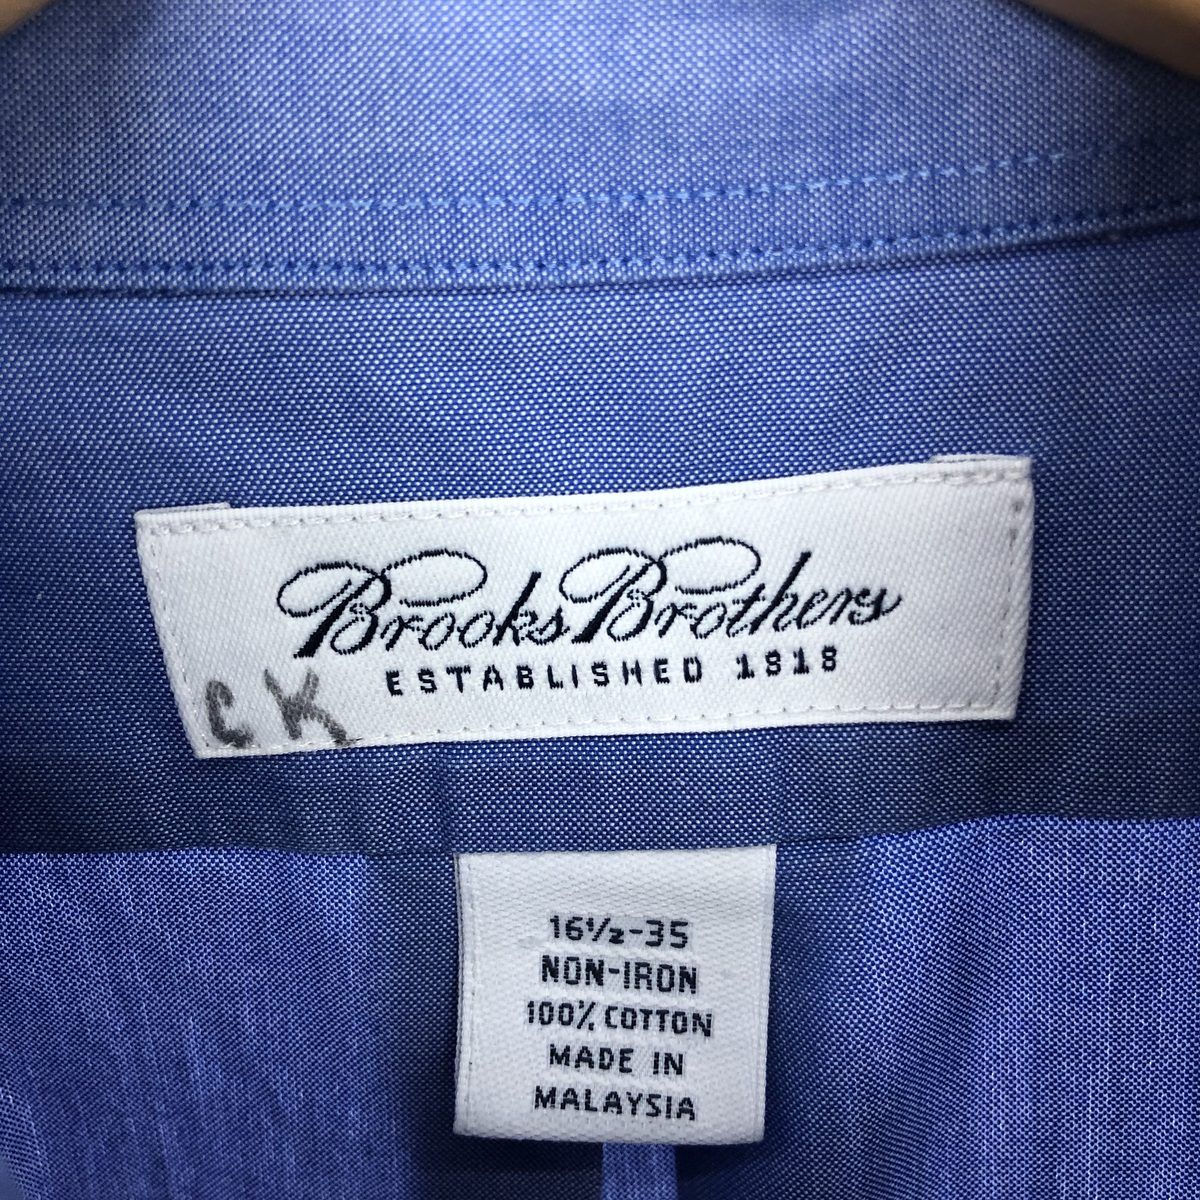 Brooks Brothers
ESTABLISHED 1818
CK
16½-35
NON-IRON
100% COTTON
MADE IN
MALAYSIA